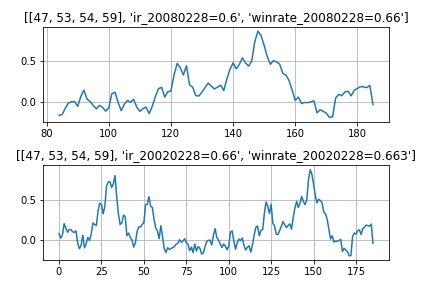 [[47, 53, 54, 59], 'ir_20080228=0.6', 'winrate_20080228=0.66']
0.5
0.0
80 100 120 140 160 180
[[47, 53, 54, 59], 'ir_20020228=0.66', 'winrate_20020228=0.663']
0.5
0.0
0 25 50 75 100 125 150 175